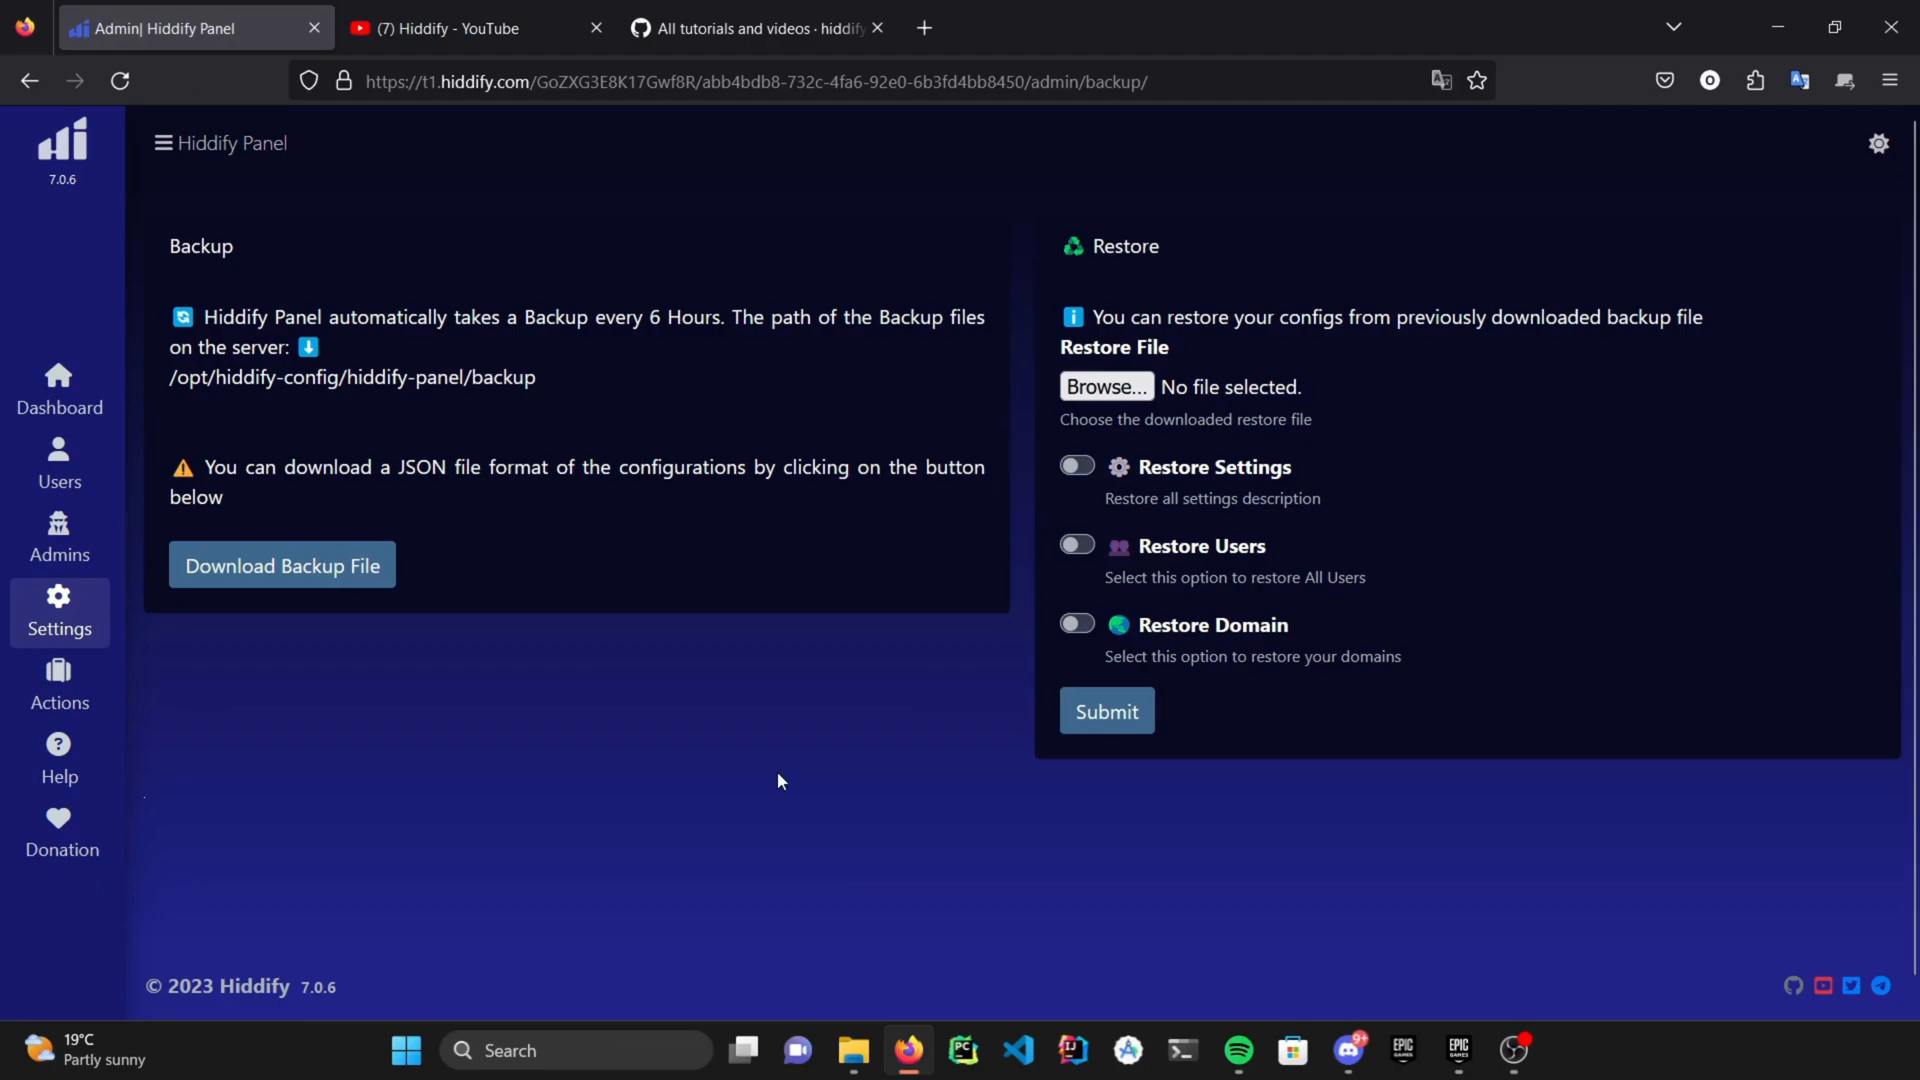 Admin| Hiddify Panel
(7) Hiddify - YouTube
All tutorials and videos · hiddify
https://t1.hiddify.com/GoZXG3E8K17Gwf8R/abb4bdb8-732c-4fa6-92e0-6b3fd4bb8450/admin/backup/
7.0.6
Hiddify Panel
Dashboard
Users
Admins
Settings
Actions
Help
Donation
Backup
Hiddify Panel automatically takes a Backup every 6 Hours. The path of the Backup files
on the server:
/opt/hiddify-config/hiddify-panel/backup
You can download a JSON file format of the configurations by clicking on the button
below
Download Backup File
Restore
You can restore your configs from previously downloaded backup file
Restore File
Browse... No file selected.
Choose the downloaded restore file
Restore Settings
Restore all settings description
Restore Users
Select this option to restore All Users
Restore Domain
Select this option to restore your domains
Submit
© 2023 Hiddify 7.0.6
19°C
Partly sunny
Search
PC
IJ
9+
EPIC
GAMES
EPIC
GAMES